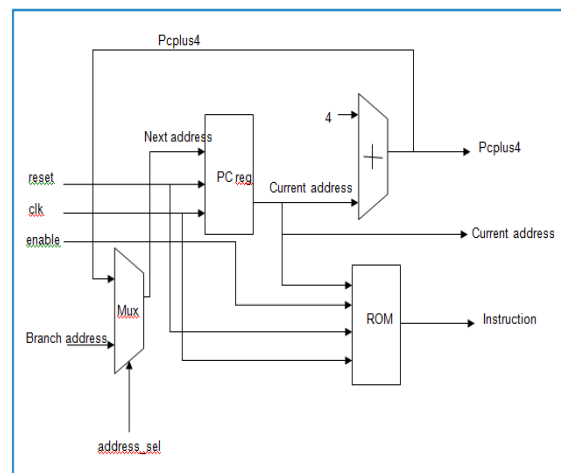 Pcplus4
4
Next address
Pcplus4
reset
PC reg
Current address
clk
Current address
enable
Mux
ROM
Instruction
Branch address
address_sel